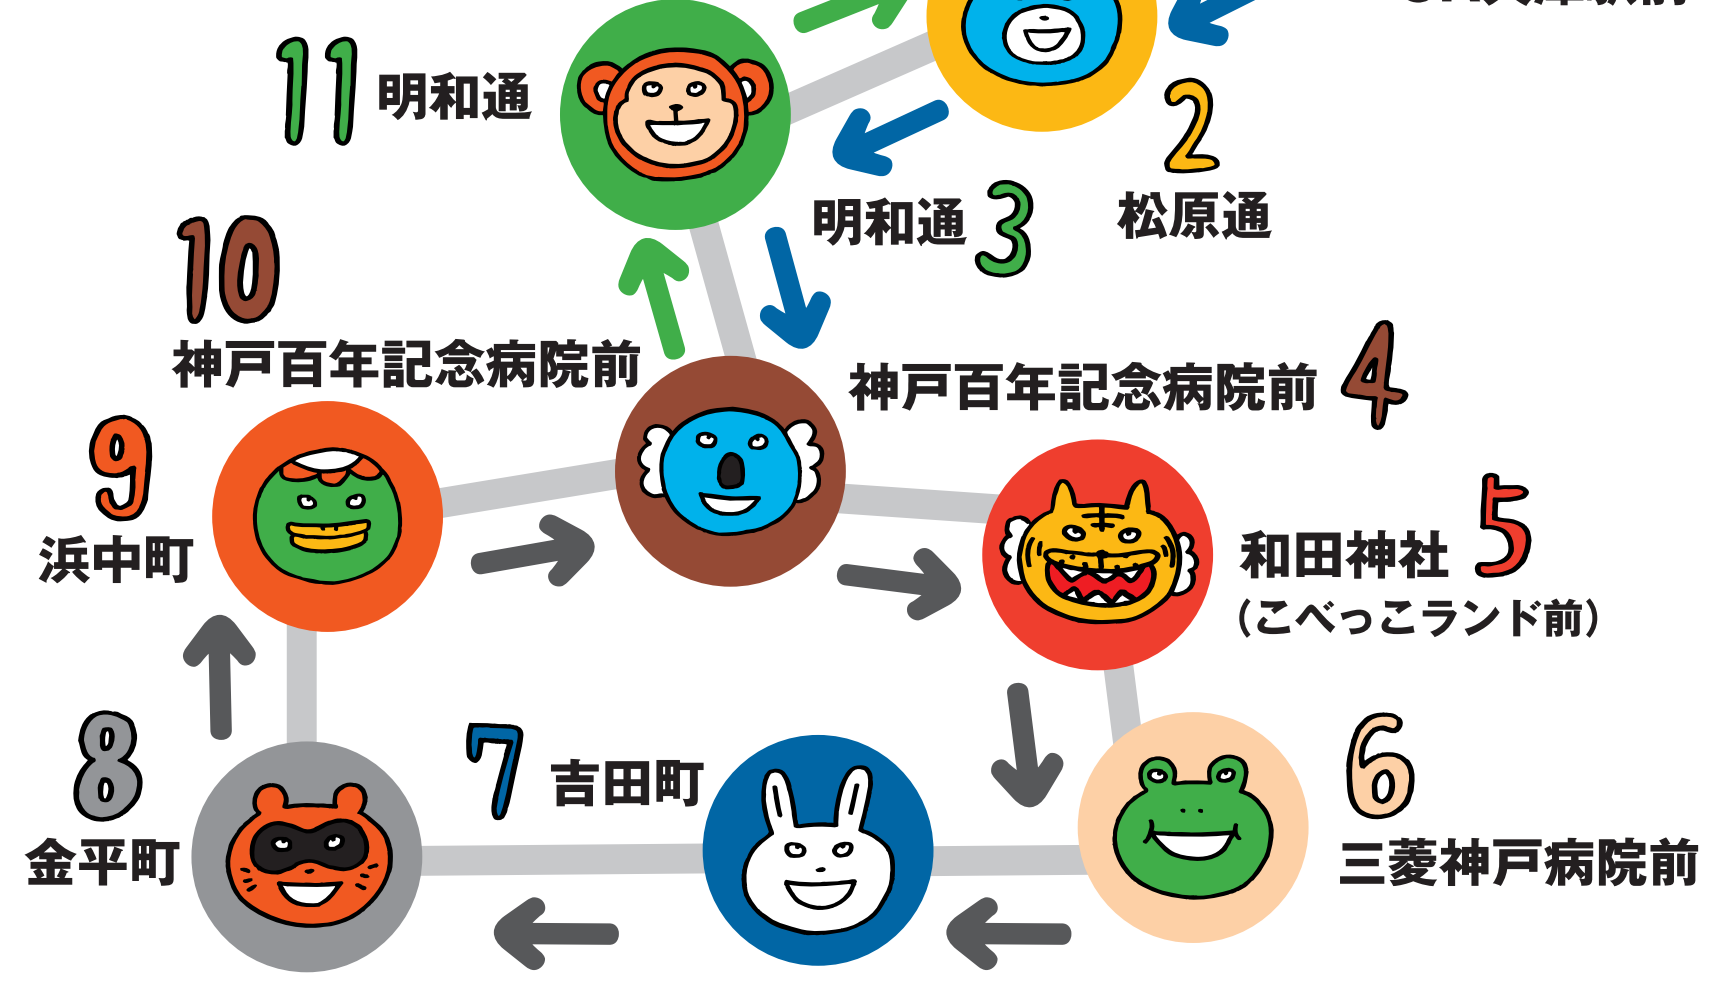 11 明和通
2
松原通
明和通 3
10
神戸百年記念病院前
神戸百年記念病院前 4
9
浜中町
和田神社 5
(こべっこランド前)
8
金平町
7 吉田町
6
三菱神戸病院前